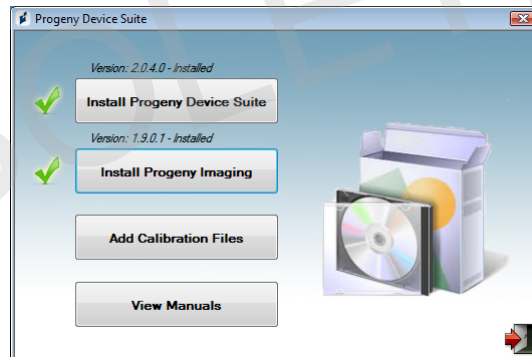 Progeny Device Suite
Version: 2.0.4.0 - Installed
Install Progeny Device Suite
Version: 1.9.0.1 - Installed
Install Progeny Imaging
Add Calibration Files
View Manuals